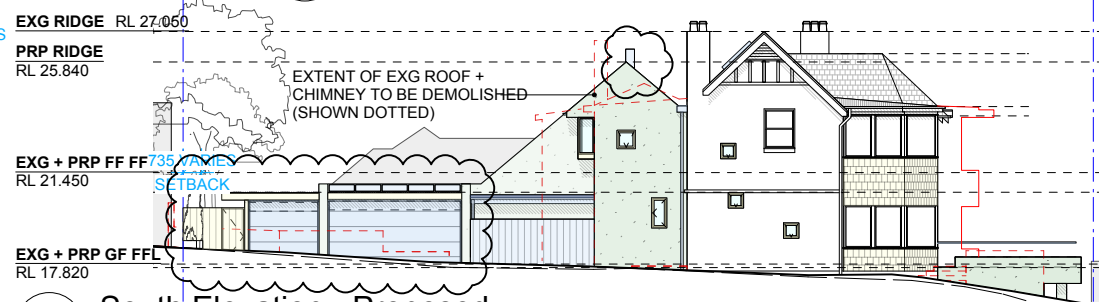 EXG RIDGE RL 27.050
PRP RIDGE
RL 25.840
EXTENT OF EXG ROOF +
CHIMNEY TO BE DEMOLISHED
(SHOWN DOTTED)
EXG + PRP FF FF
735 VARIES
RL 21.450
SETBACK
EXG + PRP GF FFL
RL 17.820
South Elevation - Proposed